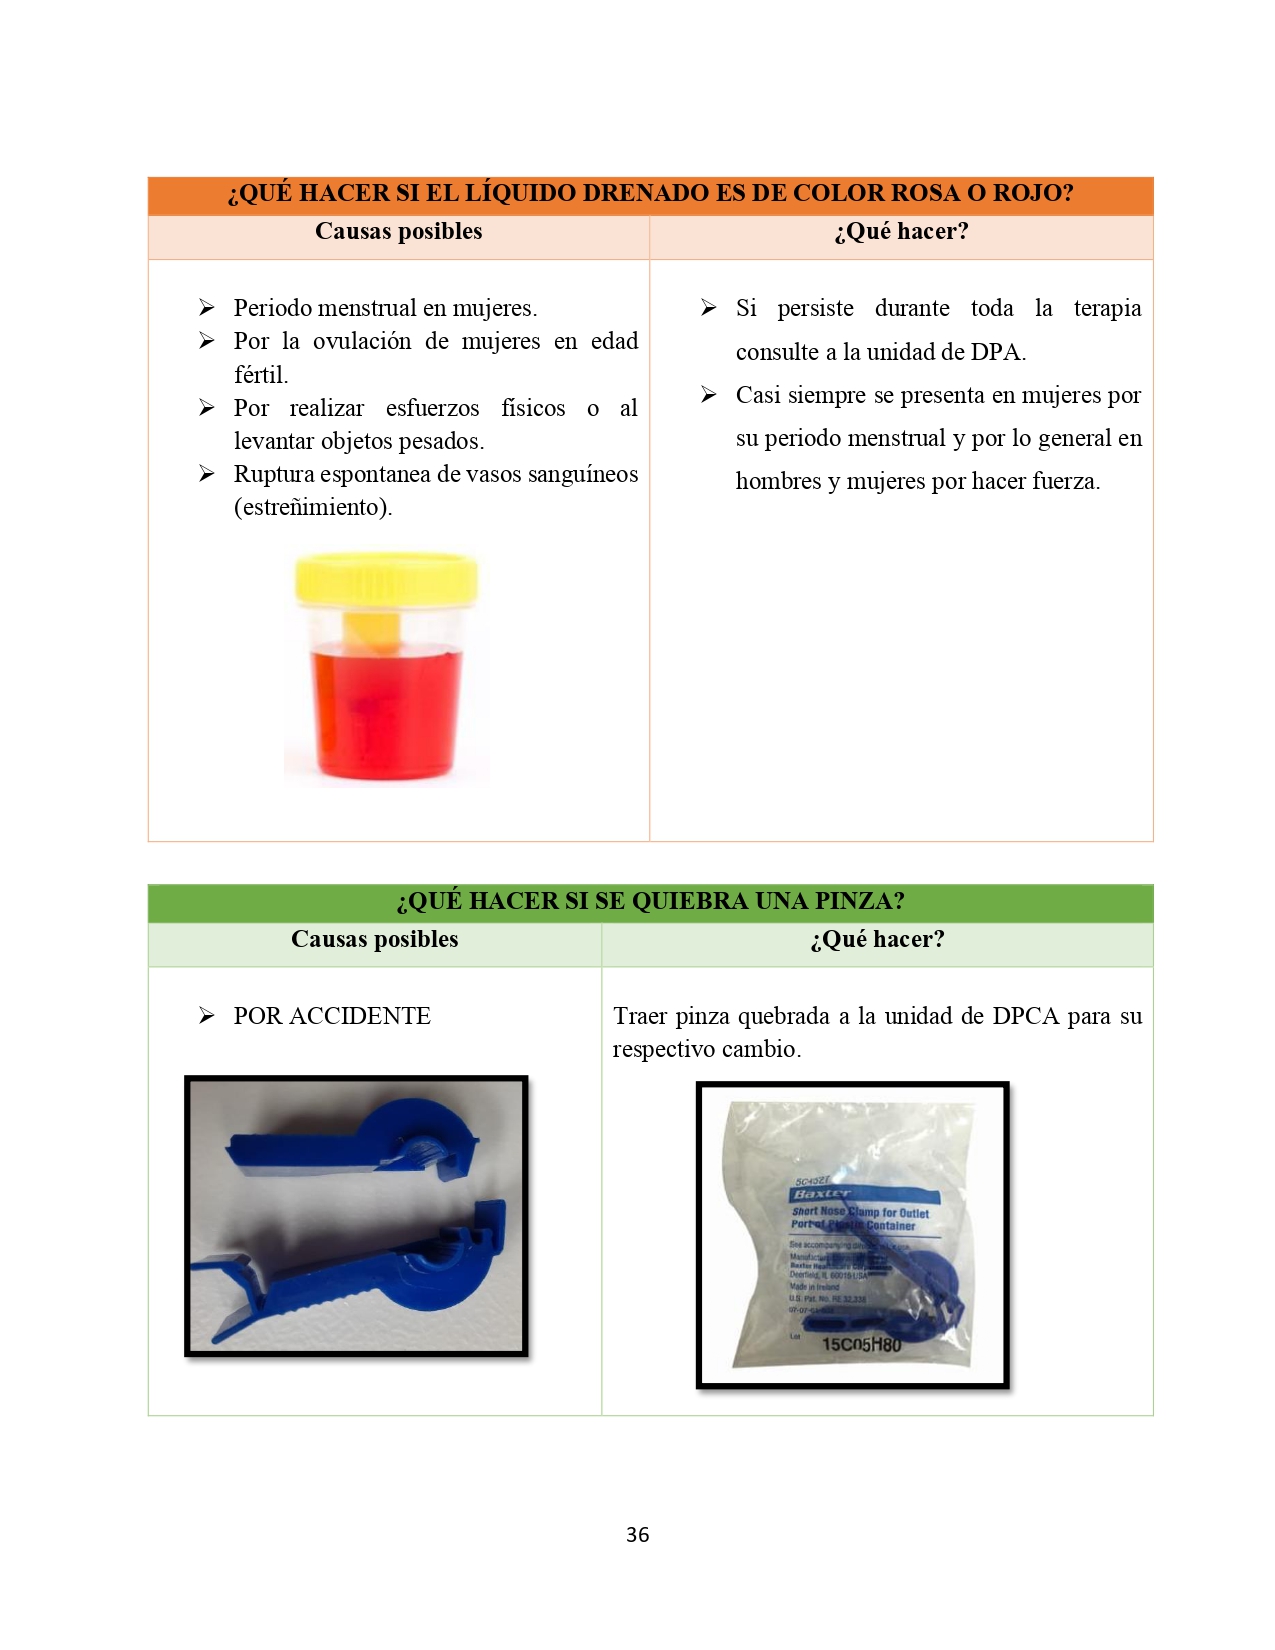 ¿QUÉ HACER SI EL LÍQUIDO DRENADO ES DE COLOR ROSA O ROJO?
Causas posibles
¿Qué hacer?
➢ Periodo menstrual en mujeres.
➢ Por la ovulación de mujeres en edad
fértil.
➢ Por realizar esfuerzos físicos o al
levantar objetos pesados.
➢ Ruptura espontanea de vasos sanguíneos
(estreñimiento).
➢ Si persiste durante toda la terapia
consulte a la unidad de DPA.
➢ Casi siempre se presenta en mujeres por
su periodo menstrual y por lo general en
hombres y mujeres por hacer fuerza.
¿QUÉ HACER SI SE QUIEBRA UNA PINZA?
Causas posibles
¿Qué hacer?
➢ POR ACCIDENTE
Traer pinza quebrada a la unidad de DPCA para su
respectivo cambio.
5C4527
Baxter
Short Nose Clamp for Outlet
Port of Plastic Container
See accompanying
Baxter Healthcare Corporation
Deerfield, IL 60015 USA
Made in Ireland
U.S. Pat. No. RE 32,338
Lot
15C05H80
36